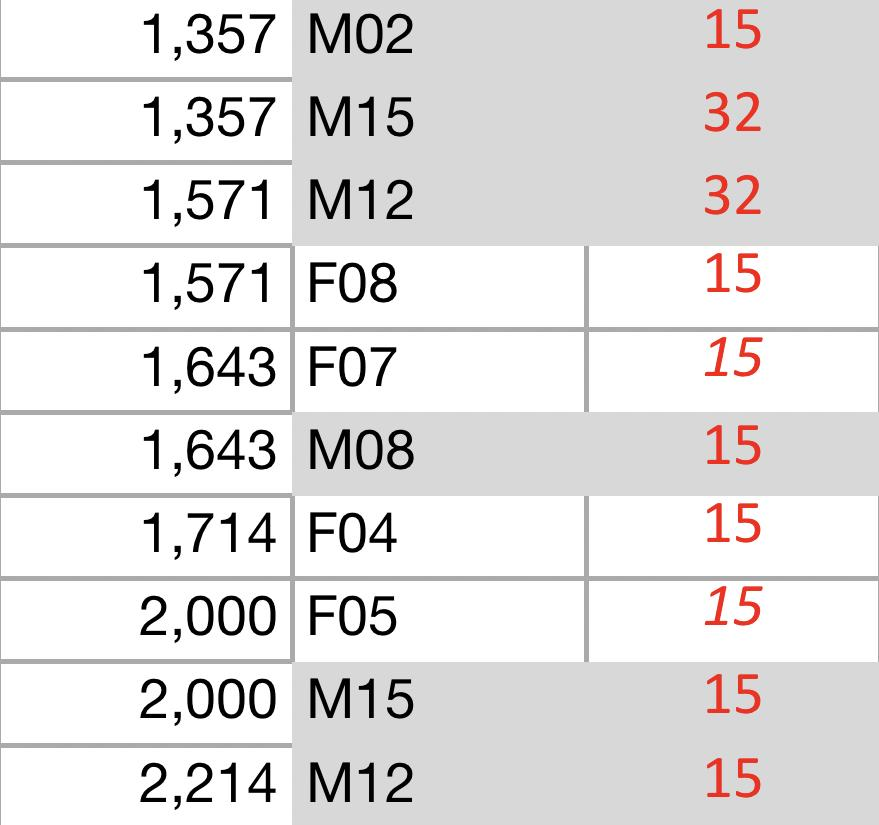 1,357 M02 15
1,357 M15 32
1,571 M12 32
1,571 F08 15
1,643 F07 15
1,643 M08 15
1,714 F04 15
2,000 F05 15
2,000 M15 15
2,214 M12 15